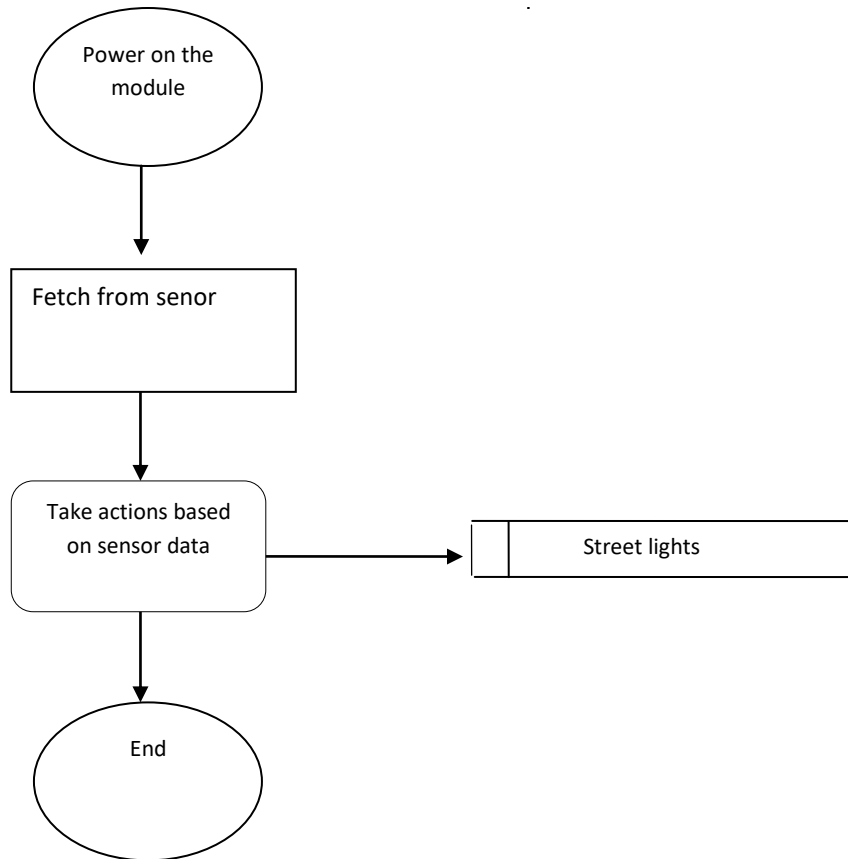 Power on the
module
Fetch from senor
Take actions based
on sensor data
Street lights
End